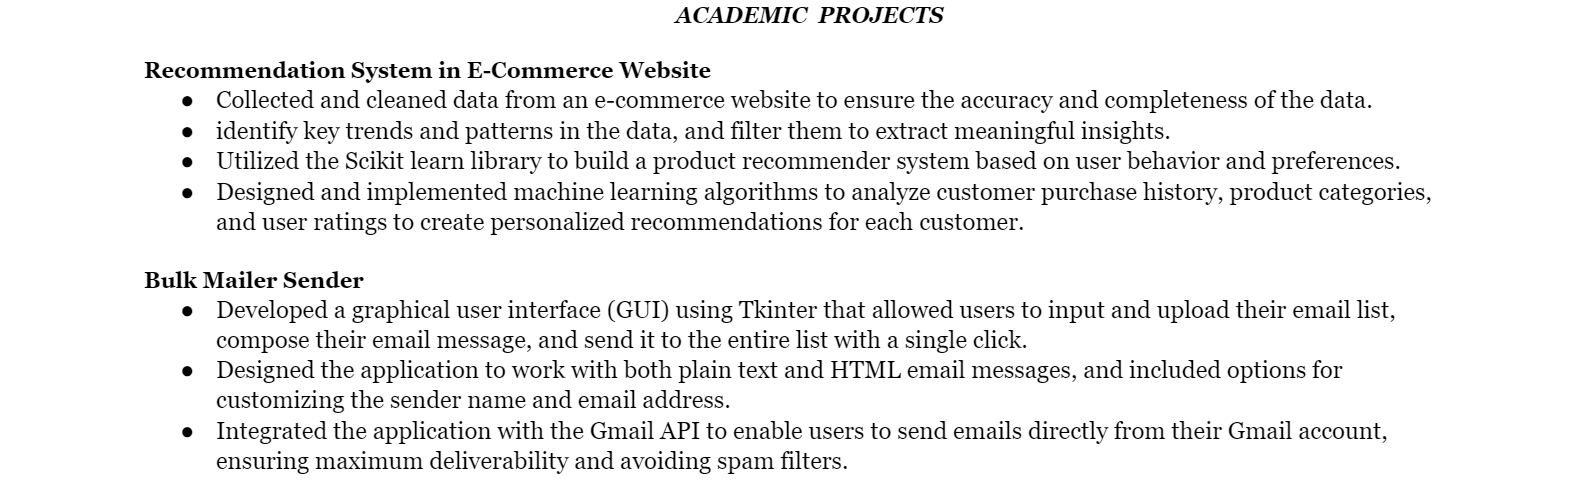 ACADEMIC PROJECTS
Recommendation System in E-Commerce Website
● Collected and cleaned data from an e-commerce website to ensure the accuracy and completeness of the data.
● identify key trends and patterns in the data, and filter them to extract meaningful insights.
● Utilized the Scikit learn library to build a product recommender system based on user behavior and preferences.
● Designed and implemented machine learning algorithms to analyze customer purchase history, product categories,
and user ratings to create personalized recommendations for each customer.
Bulk Mailer Sender
● Developed a graphical user interface (GUI) using Tkinter that allowed users to input and upload their email list,
compose their email message, and send it to the entire list with a single click.
● Designed the application to work with both plain text and HTML email messages, and included options for
customizing the sender name and email address.
● Integrated the application with the Gmail API to enable users to send emails directly from their Gmail account,
ensuring maximum deliverability and avoiding spam filters.